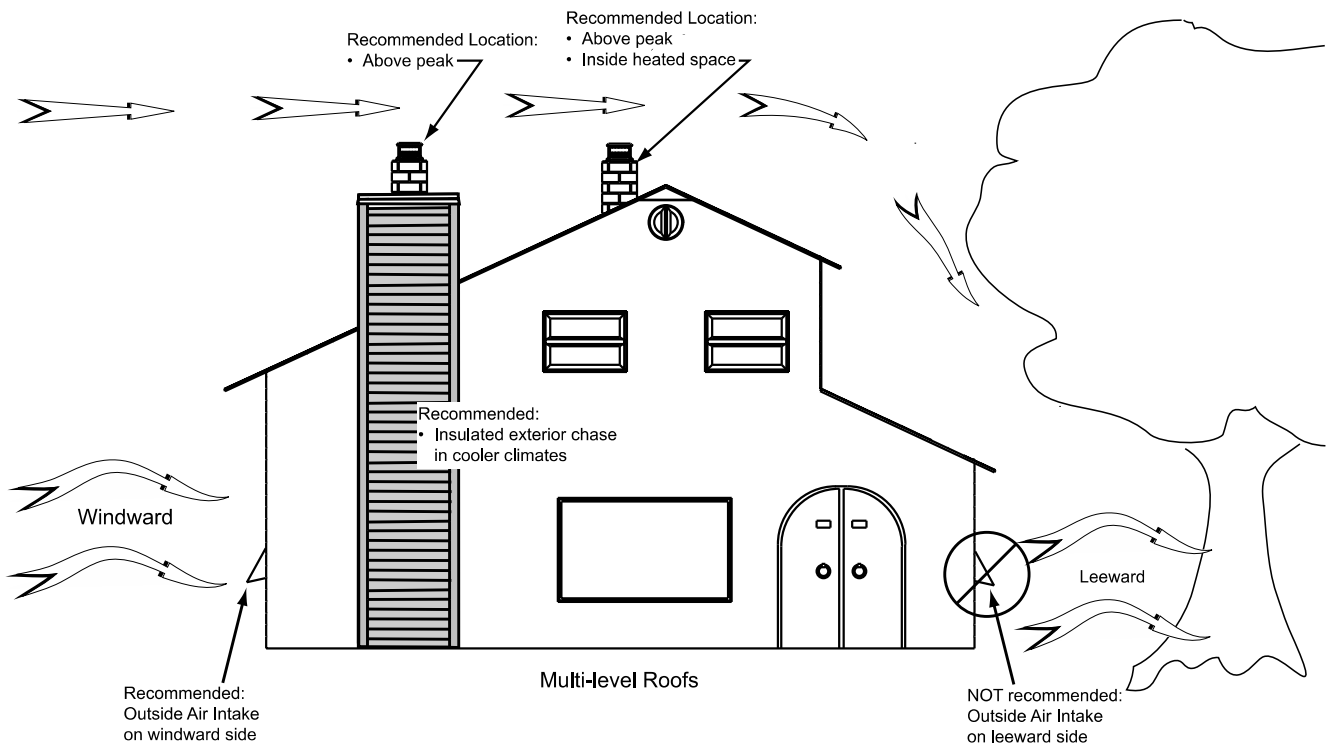 Recommended Location:
• Above peak
Recommended Location:
• Above peak
• Inside heated space
Recommended:
• Insulated exterior chase
in cooler climates
Windward
Leeward
Multi-level Roofs
Recommended:
Outside Air Intake
on windward side
NOT recommended:
Outside Air Intake
on leeward side